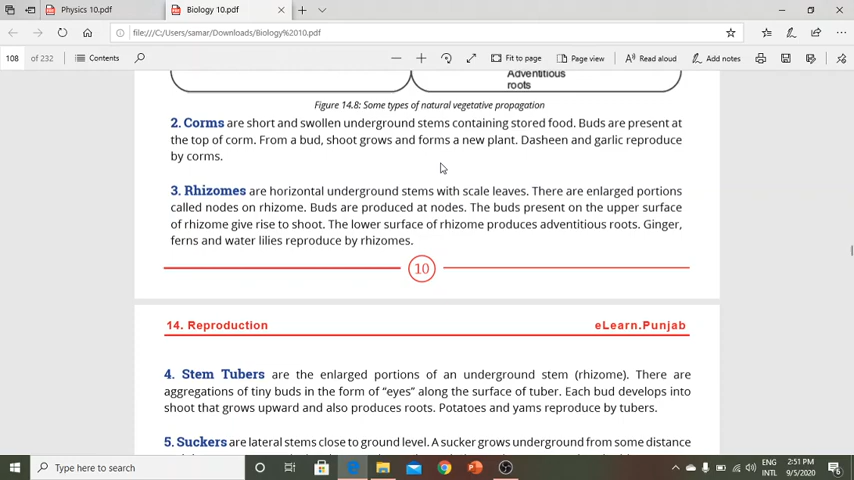 Physics 10.pdf
Biology 10.pdf
file:///C:/Users/samar/Downloads/Biology%2010.pdf
108 of 232
Contents
Fit to page
Page view
Read aloud
Add notes
Adventitious
roots
Figure 14.8: Some types of natural vegetative propagation
2. Corms are short and swollen underground stems containing stored food. Buds are present at
the top of corm. From a bud, shoot grows and forms a new plant. Dasheen and garlic reproduce
by corms.
3. Rhizomes are horizontal underground stems with scale leaves. There are enlarged portions
called nodes on rhizome. Buds are produced at nodes. The buds present on the upper surface
of rhizome give rise to shoot. The lower surface of rhizome produces adventitious roots. Ginger,
ferns and water lilies reproduce by rhizomes.
10
14. Reproduction eLearn.Punjab
4. Stem Tubers are the enlarged portions of an underground stem (rhizome). There are
aggregations of tiny buds in the form of “eyes” along the surface of tuber. Each bud develops into
shoot that grows upward and also produces roots. Potatoes and yams reproduce by tubers.
5. Suckers are lateral stems close to ground level. A sucker grows underground from some distance
Type here to search
ENG 2:51 PM
INTL 9/5/2020